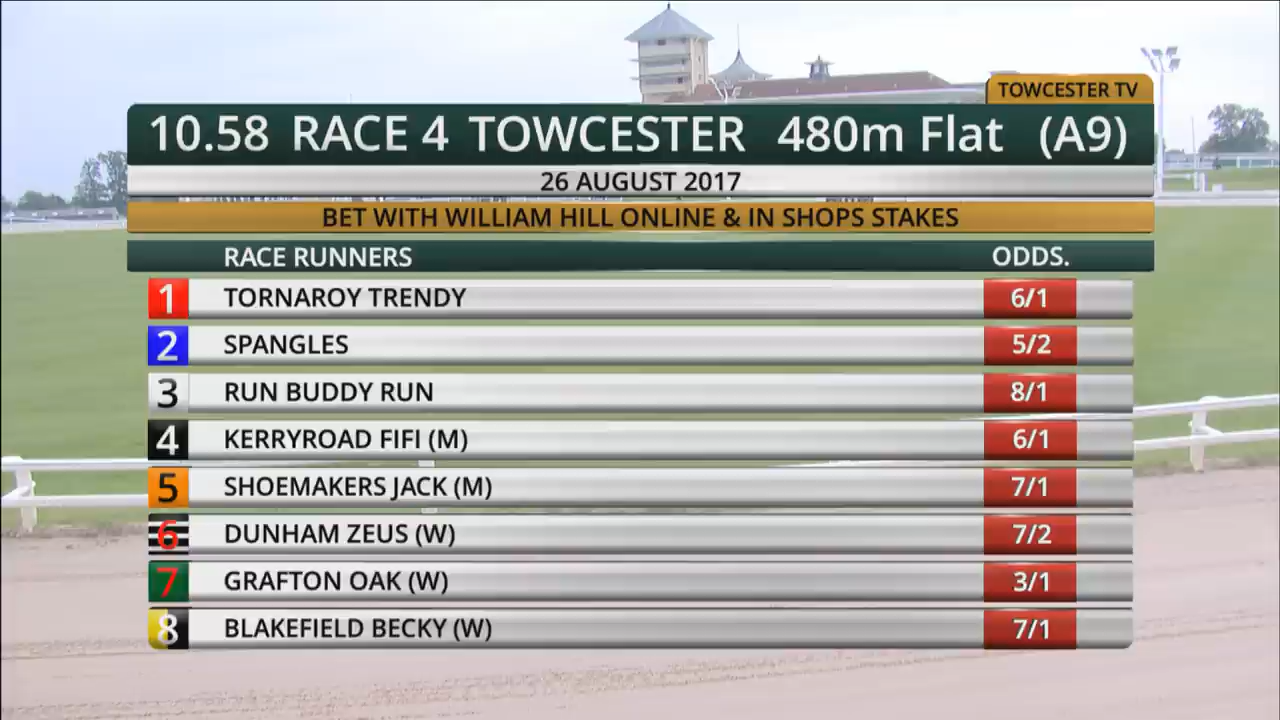 TOWCESTER TV
10.58 RACE 4 TOWCESTER 480m Flat (A9)
26 AUGUST 2017
BET WITH WILLIAM HILL ONLINE & IN SHOPS STAKES
RACE RUNNERS ODDS.
1 TORNAROY TRENDY 6/1
2 SPANGLES 5/2
3 RUN BUDDY RUN 8/1
4 KERRYROAD FIFI (M) 6/1
5 SHOEMAKERS JACK (M) 7/1
6 DUNHAM ZEUS (W) 7/2
7 GRAFTON OAK (W) 3/1
8 BLAKEFIELD BECKY (W) 7/1